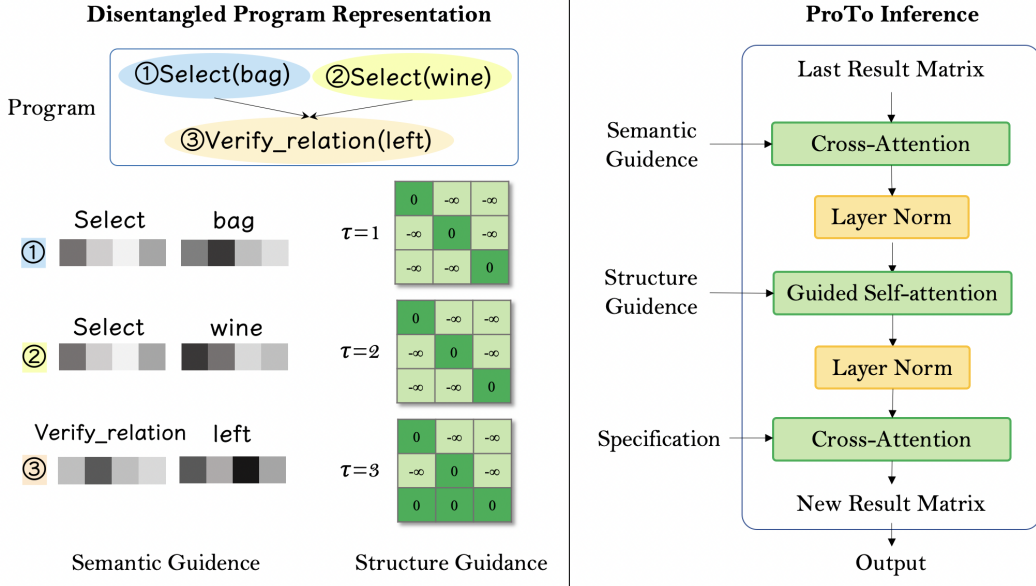 Disentangled Program Representation
Program
①Select(bag)
②Select(wine)
③Verify_relation(left)
①
Select
bag
τ=1
0 -∞ -∞
-∞ 0 -∞
-∞ -∞ 0
②
Select
wine
τ=2
0 -∞ -∞
-∞ 0 -∞
-∞ -∞ 0
③
Verify_relation
left
τ=3
0 -∞ -∞
-∞ 0 -∞
0 0 0
Semantic Guidence
Structure Guidance
ProTo Inference
Last Result Matrix
Semantic
Guidence
Cross-Attention
Layer Norm
Structure
Guidence
Guided Self-attention
Layer Norm
Specification
Cross-Attention
New Result Matrix
Output